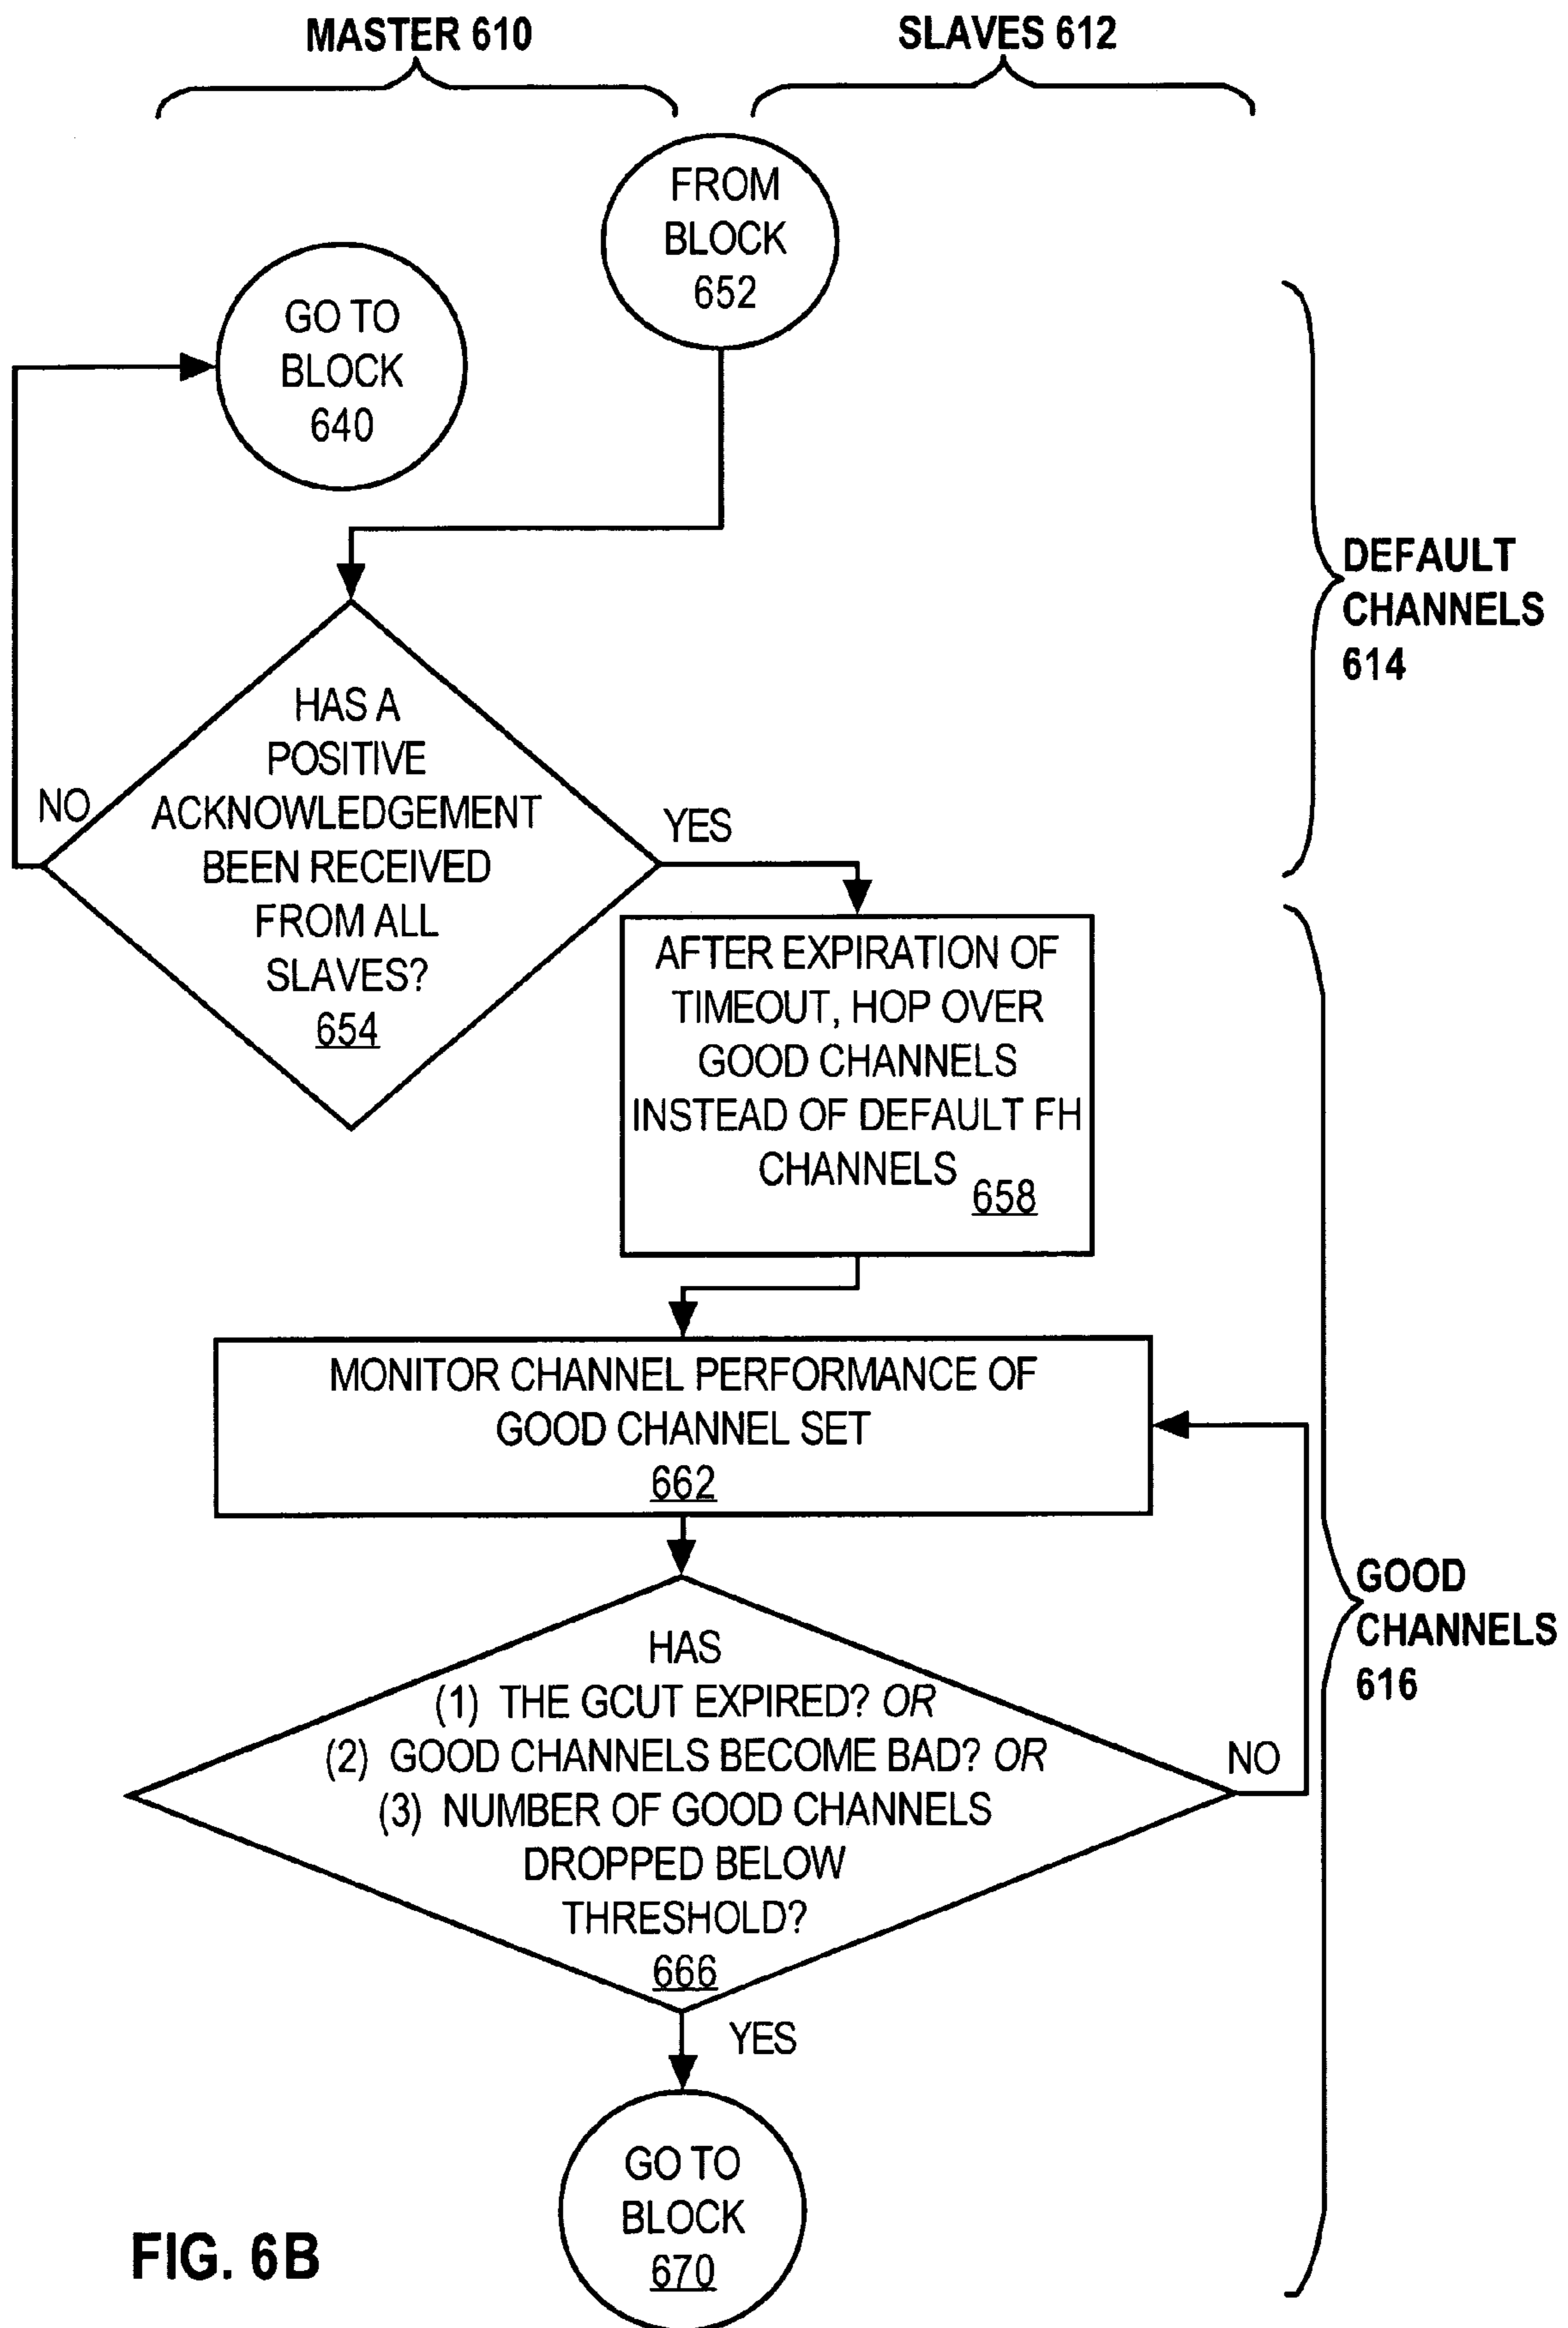 MASTER 610
SLAVES 612
FROM
BLOCK
652
GO TO
BLOCK
640
DEFAULT
CHANNELS
614
HAS A
POSITIVE
ACKNOWLEDGEMENT
BEEN RECEIVED
FROM ALL
SLAVES?
654
NO
YES
AFTER EXPIRATION OF
TIMEOUT, HOP OVER
GOOD CHANNELS
INSTEAD OF DEFAULT FH
CHANNELS
658
MONITOR CHANNEL PERFORMANCE OF
GOOD CHANNEL SET
662
GOOD
CHANNELS
616
HAS
(1) THE GCUT EXPIRED? OR
(2) GOOD CHANNELS BECOME BAD? OR
(3) NUMBER OF GOOD CHANNELS
DROPPED BELOW
THRESHOLD?
666
NO
YES
GO TO
BLOCK
670
FIG. 6B